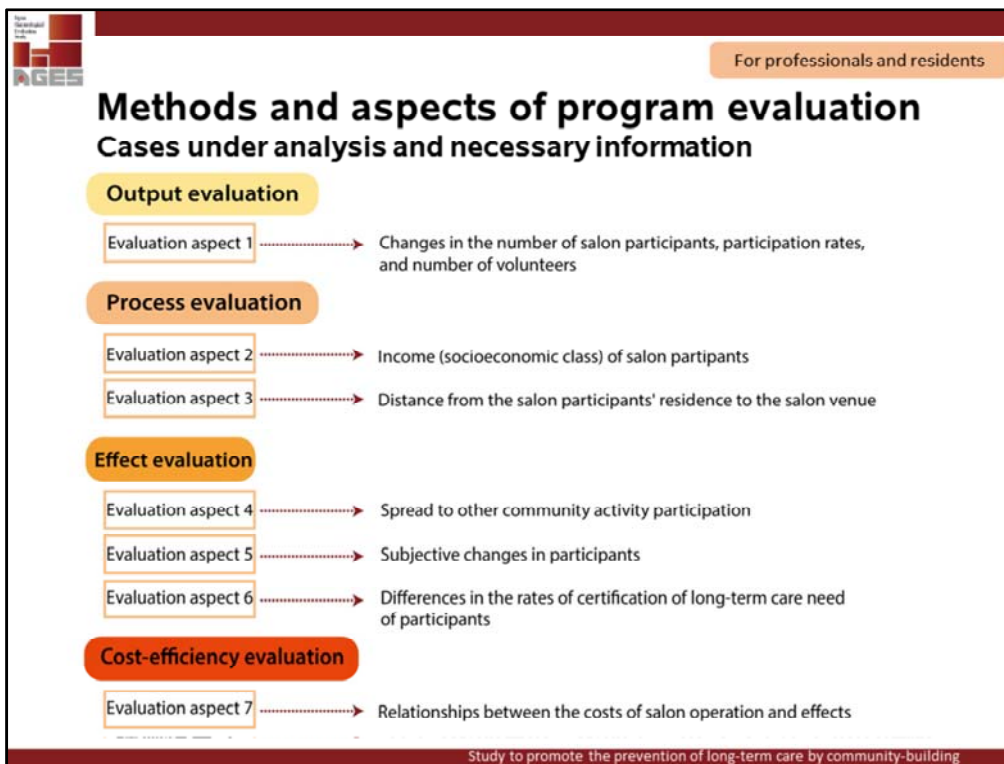 AGES
For professionals and residents
Methods and aspects of program evaluation
Cases under analysis and necessary information
Output evaluation
Evaluation aspect 1
Changes in the number of salon participants, participation rates,
and number of volunteers
Process evaluation
Evaluation aspect 2
Income (socioeconomic class) of salon partipants
Evaluation aspect 3
Distance from the salon participants' residence to the salon venue
Effect evaluation
Evaluation aspect 4
Spread to other community activity participation
Evaluation aspect 5
Subjective changes in participants
Evaluation aspect 6
Differences in the rates of certification of long-term care need
of participants
Cost-efficiency evaluation
Evaluation aspect 7
Relationships between the costs of salon operation and effects
Study to promote the prevention of long-term care by community-building